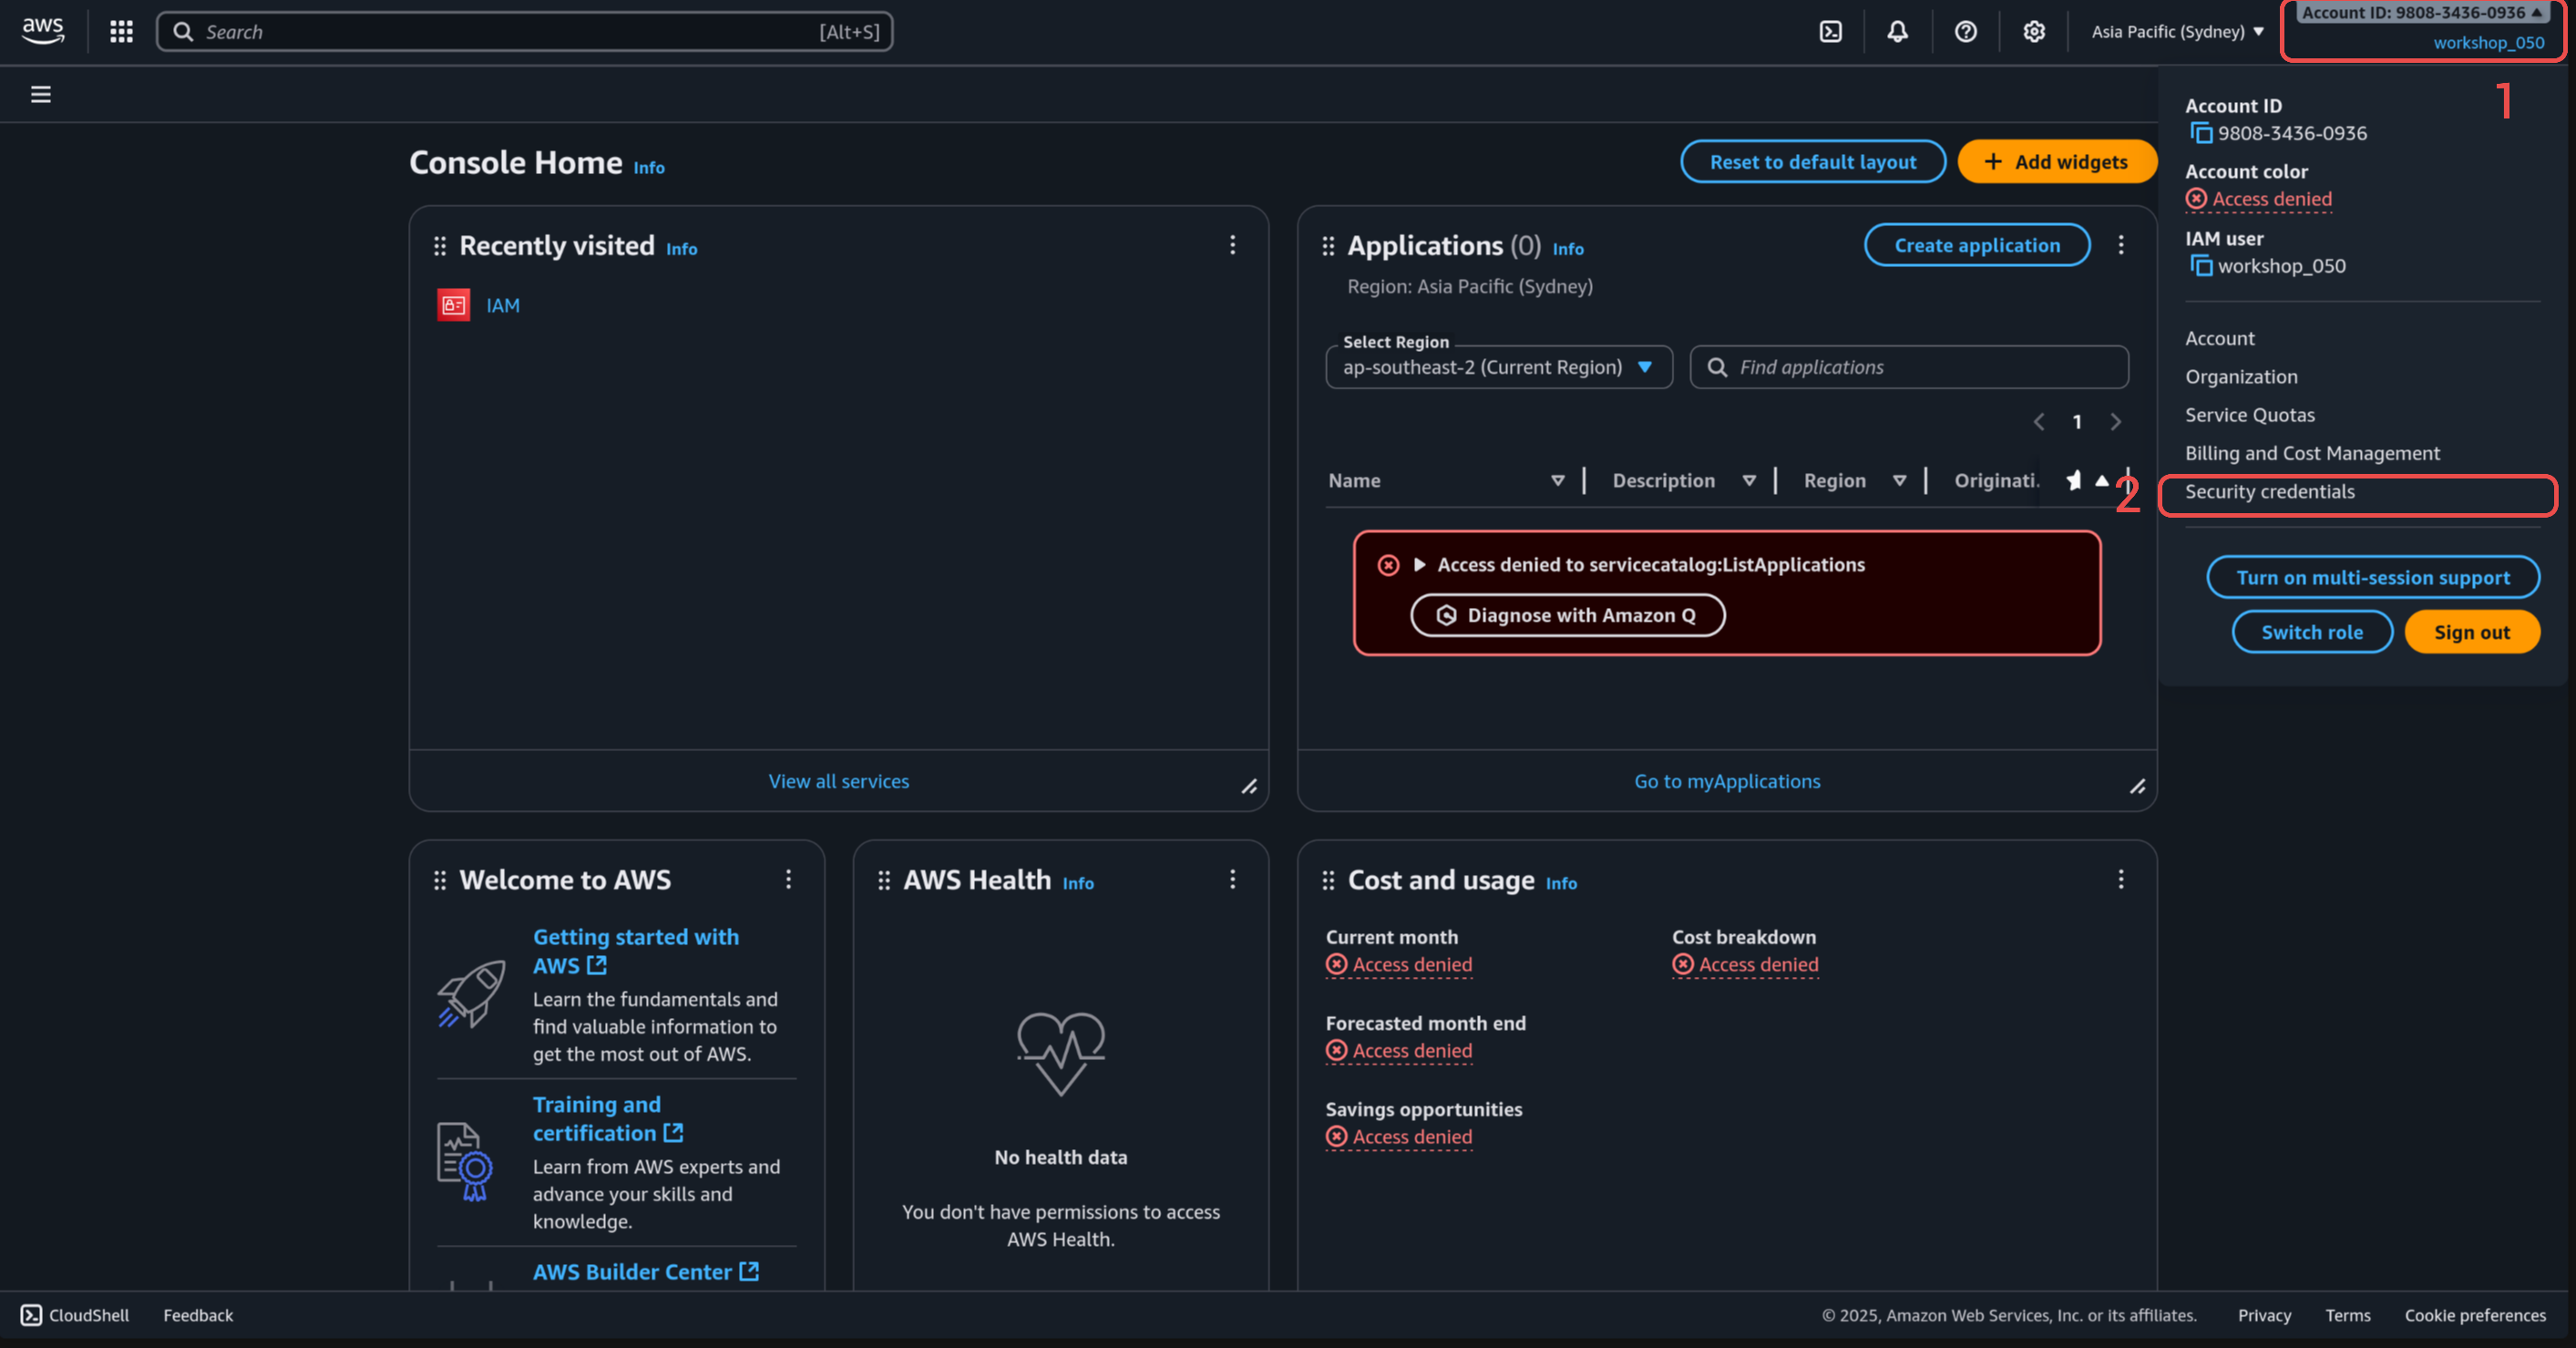 aws
Search
[Alt+S]
Asia Pacific (Sydney)
Account ID: 9808-3436-0936
workshop_050
1
Account ID
9808-3436-0936
Account color
Access denied
IAM user
workshop_050
Account
Organization
Service Quotas
Billing and Cost Management
2
Security credentials
Turn on multi-session support
Switch role
Sign out
Console Home Info
Reset to default layout
Add widgets
Recently visited Info
IAM
View all services
Applications (0) Info
Create application
Region: Asia Pacific (Sydney)
Select Region
ap-southeast-2 (Current Region)
Find applications
1
Name
Description
Region
Originati.
Access denied to servicecatalog:ListApplications
Diagnose with Amazon Q
Go to myApplications
Welcome to AWS
Getting started with
AWS
Learn the fundamentals and
find valuable information to
get the most out of AWS.
Training and
certification
Learn from AWS experts and
advance your skills and
knowledge.
AWS Builder Center
AWS Health Info
No health data
You don't have permissions to access
AWS Health.
Cost and usage Info
Current month
Access denied
Cost breakdown
Access denied
Forecasted month end
Access denied
Savings opportunities
Access denied
CloudShell
Feedback
© 2025, Amazon Web Services, Inc. or its affiliates.
Privacy
Terms
Cookie preferences